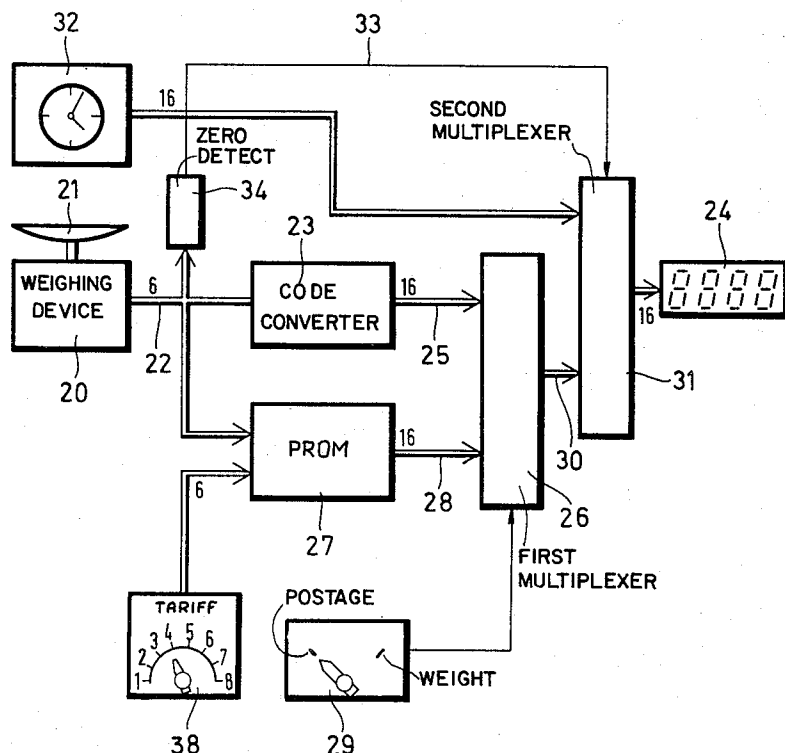 32
33
16
SECOND
MULTIPLEXER
ZERO
DETECT
34
21
24
23
WEIGHING
DEVICE
6
CODE
CONVERTER
16
16
22
25
20
31
30
PROM
16
6
28
26
27
FIRST
MULTIPLEXER
TARIFF
POSTAGE
1 2 3 4 5 6 7 8
WEIGHT
38
29